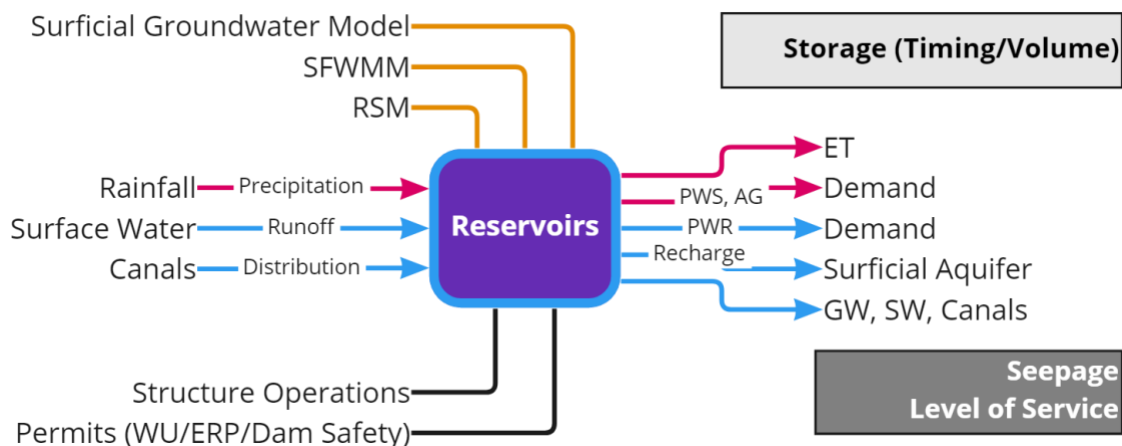 Surficial Groundwater Model
SFWMM
RSM
Storage (Timing/Volume)
Rainfall
Precipitation
Surface Water
Runoff
Canals
Distribution
Reservoirs
ET
PWS, AG
Demand
PWR
Demand
Recharge
Surficial Aquifer
GW, SW, Canals
Structure Operations
Permits (WU/ERP/Dam Safety)
Seepage
Level of Service